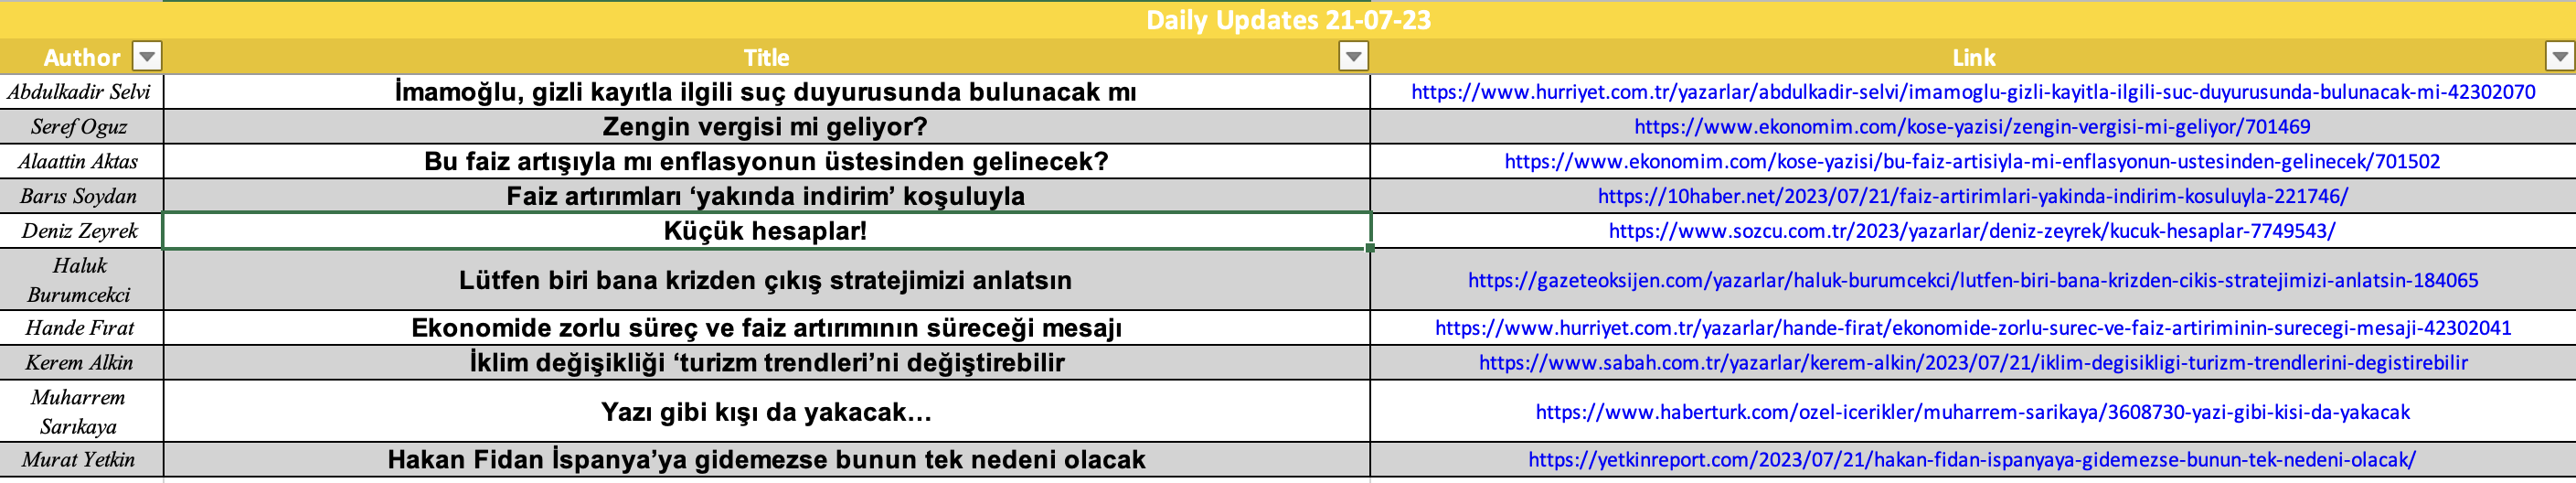 Daily Updates 21-07-23
Author Title Link
Abdulkadir Selvi İmamoğlu, gizli kayıtla ilgili suç duyurusunda bulunacak mı https://www.hurriyet.com.tr/yazarlar/abdulkadir-selvi/imamoglu-gizli-kayitla-ilgili-suc-duyurusunda-bulunacak-mi-42302070
Seref Oguz Zengin vergisi mi geliyor? https://www.ekonomim.com/kose-yazisi/zengin-vergisi-mi-geliyor/701469
Alaattin Aktas Bu faiz artışıyla mı enflasyonun üstesinden gelinecek? https://www.ekonomim.com/kose-yazisi/bu-faiz-artisiyla-mi-enflasyonun-ustesinden-gelinecek/701502
Barıs Soydan Faiz artırımları ‘yakında indirim’ koşuluyla https://10haber.net/2023/07/21/faiz-artirimlari-yakinda-indirim-kosuluyla-221746/
Deniz Zeyrek Küçük hesaplar! https://www.sozcu.com.tr/2023/yazarlar/deniz-zeyrek/kucuk-hesaplar-7749543/
Haluk
Burumcekci Lütfen biri bana krizden çıkış stratejimizi anlatsın https://gazeteoksijen.com/yazarlar/haluk-burumcekci/lutfen-biri-bana-krizden-cikis-stratejimizi-anlatsin-184065
Hande Fırat Ekonomide zorlu süreç ve faiz artırımının süreceği mesajı https://www.hurriyet.com.tr/yazarlar/hande-firat/ekonomide-zorlu-surec-ve-faiz-artiriminin-surecegi-mesaji-42302041
Kerem Alkin İklim değişikliği ‘turizm trendleri’ni değiştirebilir https://www.sabah.com.tr/yazarlar/kerem-alkin/2023/07/21/iklim-degisikligi-turizm-trendlerini-degistirebilir
Muharrem
Sarıkaya Yazı gibi kışı da yakacak… https://www.haberturk.com/ozel-icerikler/muharrem-sarikaya/3608730-yazi-gibi-kisi-da-yakacak
Murat Yetkin Hakan Fidan İspanya’ya gidemezse bunun tek nedeni olacak https://yetkinreport.com/2023/07/21/hakan-fidan-ispanyaya-gidemezse-bunun-tek-nedeni-olacak/